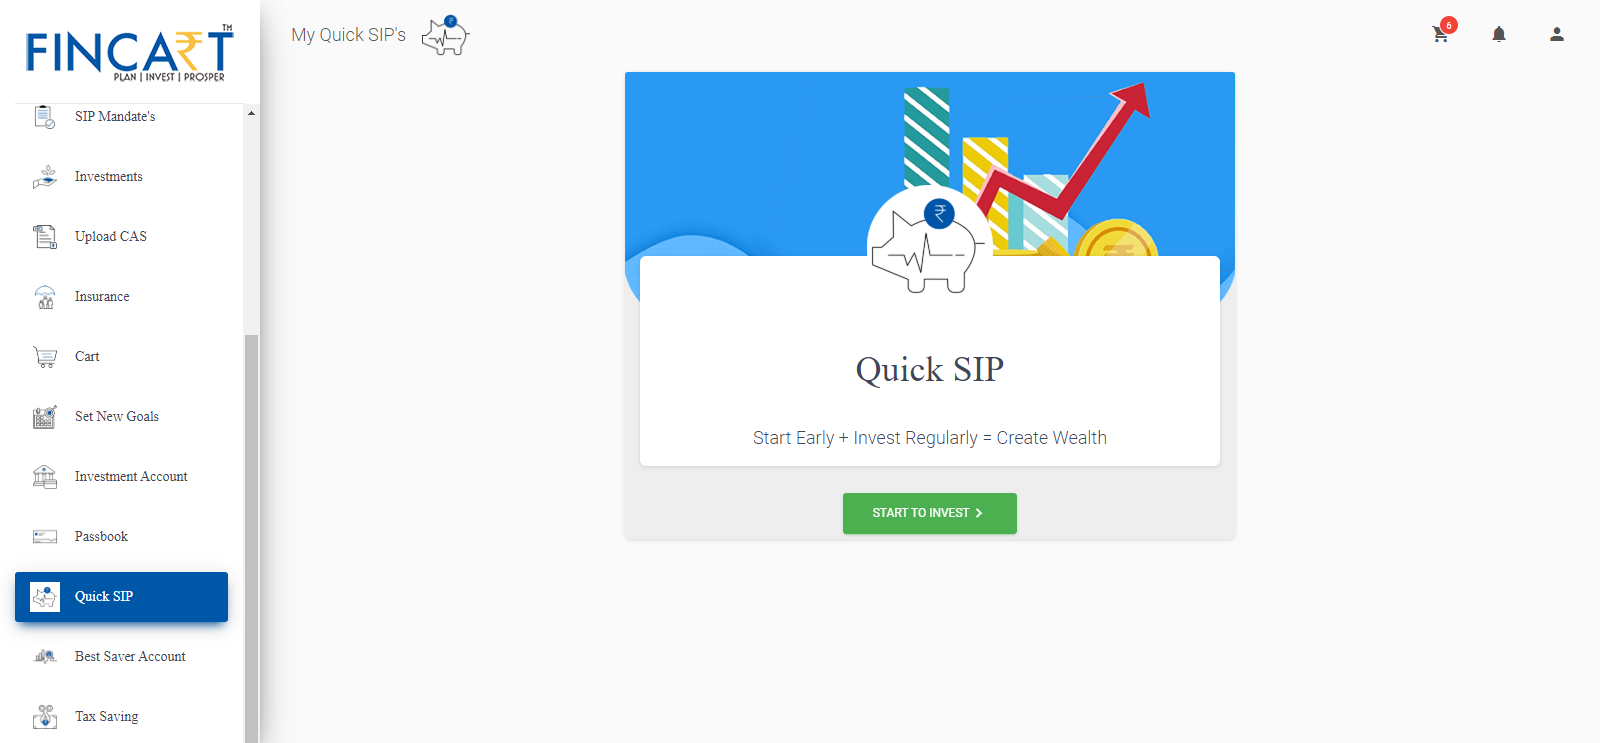 FINCART™
PLAN | INVEST | PROSPER
SIP Mandate's
Investments
Upload CAS
Insurance
Cart
Set New Goals
Investment Account
Passbook
Quick SIP
Best Saver Account
Tax Saving
My Quick SIP's
6
₹
Quick SIP
Start Early + Invest Regularly = Create Wealth
START TO INVEST